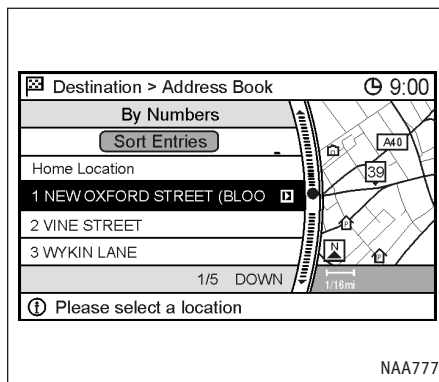 Destination > Address Book 9:00
By Numbers
Sort Entries
Home Location
1 NEW OXFORD STREET (BLOO
2 VINE STREET
3 WYKIN LANE
1/5 DOWN
A40
39
P
P
N
1/16mi
Please select a location
NAA777